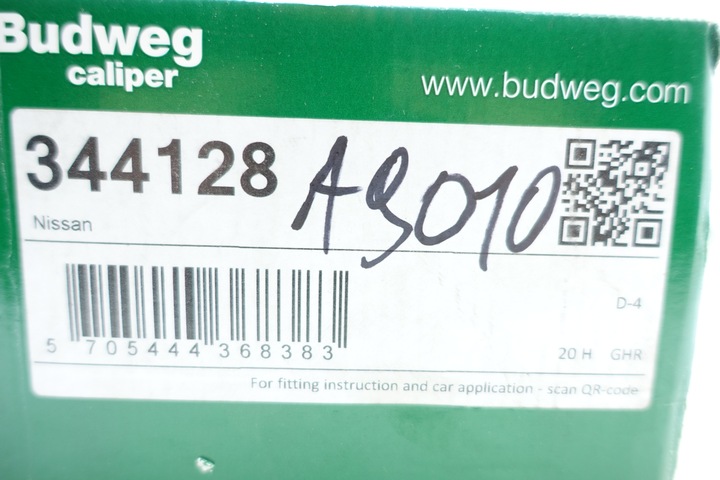 Budweg
caliper
www.budweg.com
344128
A9010
Nissan
D-4
5 705444 368383
20 H GHR
For fitting instruction and car application - scan QR-code